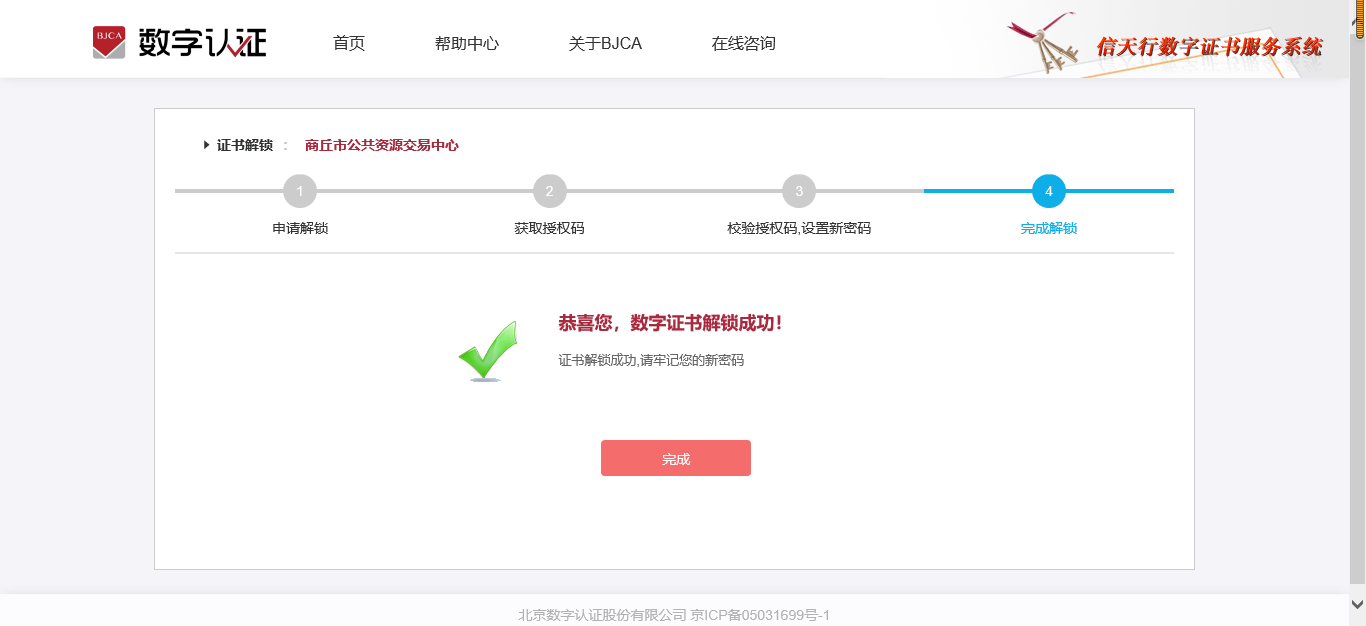 BJCA 数字认证
首页 帮助中心 关于BJCA 在线咨询
信天行数字证书服务系统
证书解锁 : 商丘市公共资源交易中心
1 2 3 4
申请解锁 获取授权码 校验授权码,设置新密码 完成解锁
恭喜您，数字证书解锁成功!
证书解锁成功,请牢记您的新密码
完成
北京数字认证股份有限公司 京ICP备05031699号-1